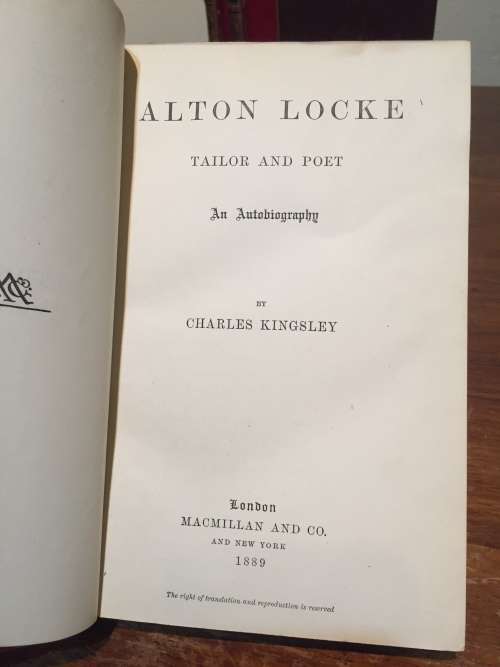 ALTON LOCKE
TAILOR AND POET
An Autobiography
BY
CHARLES KINGSLEY
London
MACMILLAN AND CO.
AND NEW YORK
1889
The right of translation and reproduction is reserved